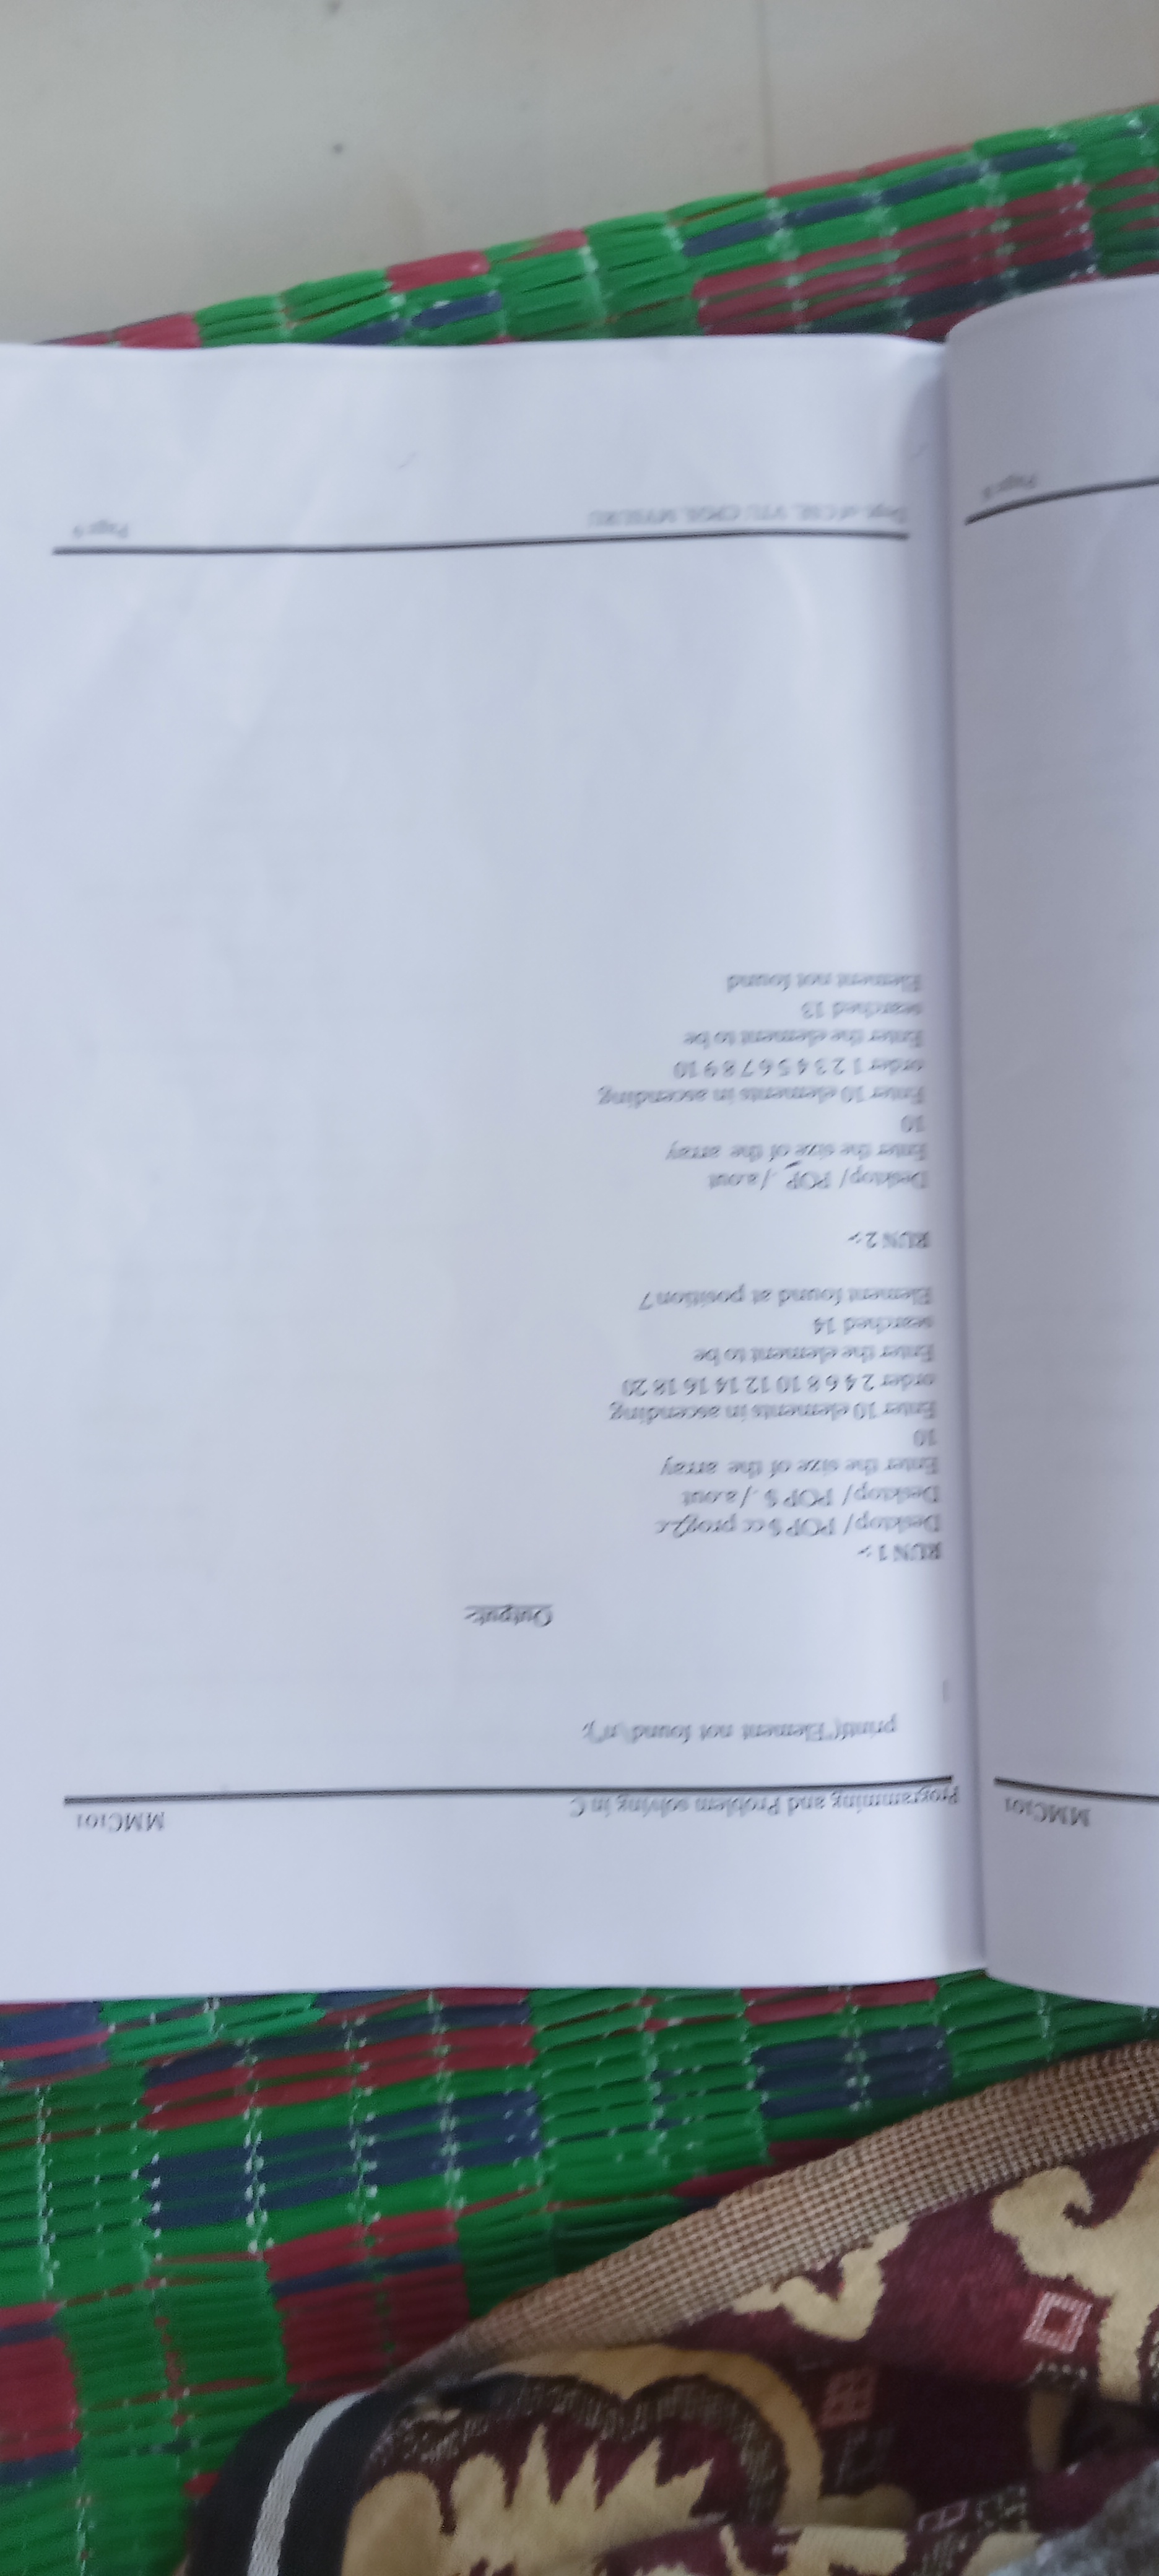 Programming and Problem solving in C MMC101
printf("Element not found\n");
}
Output:-
RUN 1 :-
Desktop/ POP $ cc prog2.c
Desktop/ POP $ ./a.out
Enter the size of the array
10
Enter 10 elements in ascending
order 2 4 6 8 10 12 14 16 18 20
Enter the element to be
searched 14
Element found at position 7
RUN 2 :-
Desktop/ POP ./a.out
Enter the size of the array
10
Enter 10 elements in ascending
order 1 2 3 4 5 6 7 8 9 10
Enter the element to be
searched 13
Element not found
Dept. of CSE, VTU CPGS, MYSURU Page 9
MMC101
Page 8